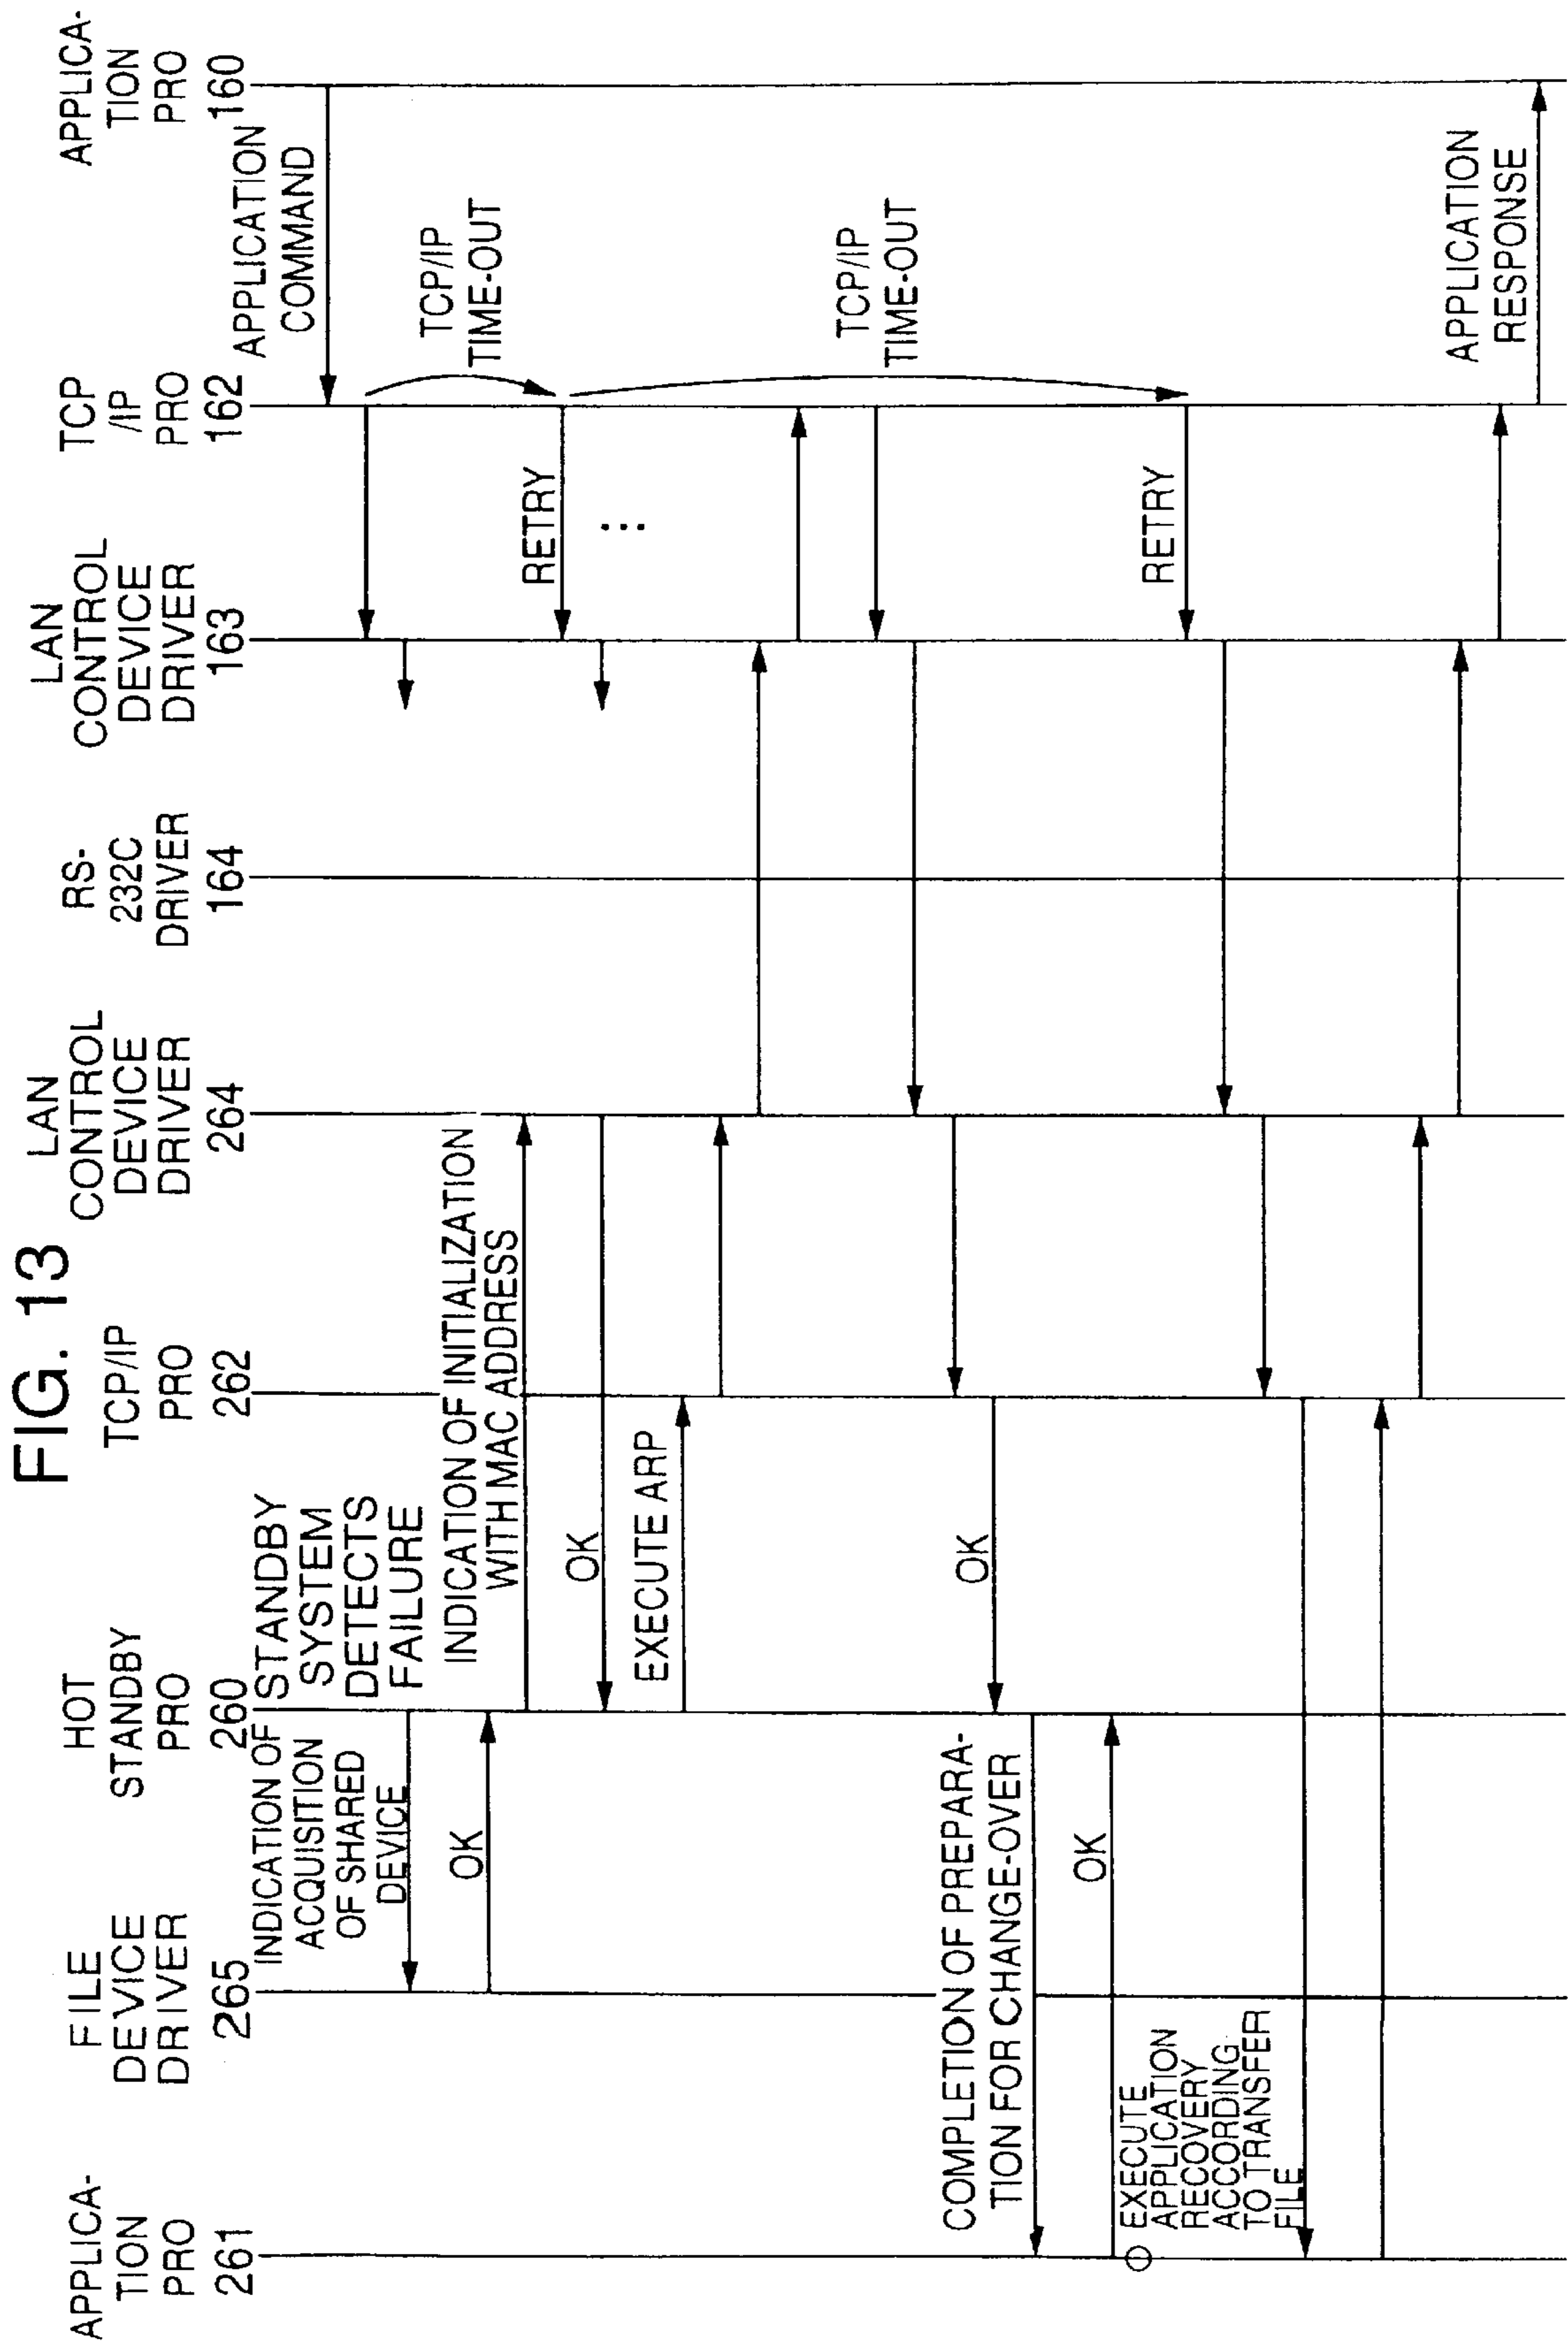 FIG. 13
APPLICA-
TION
PRO
261
FILE
DEVICE
DRIVER
265
HOT
STANDBY
PRO
260
TCP/IP
PRO
262
LAN
CONTROL
DEVICE
DRIVER
264
RS-
232C
DRIVER
164
LAN
CONTROL
DEVICE
DRIVER
163
TCP
/IP
PRO
162
APPLICA-
TION
PRO
160
APPLICATION
COMMAND
STANDBY
SYSTEM
DETECTS
FAILURE
INDICATION OF
ACQUISITION
OF SHARED
DEVICE
OK
TCP/IP
TIME-OUT
INDICATION OF INITIALIZATION
WITH MAC ADDRESS
RETRY
...
OK
EXECUTE ARP
TCP/IP
TIME-OUT
OK
COMPLETION OF PREPARA-
TION FOR CHANGE-OVER
OK
EXECUTE
APPLICATION
RECOVERY
ACCORDING
TO TRANSFER
FILE
RETRY
APPLICATION
RESPONSE